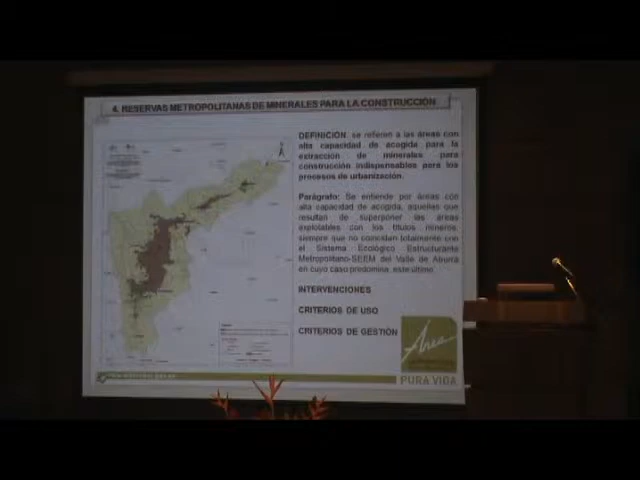 4. RESERVAS METROPOLITANAS DE MINERALES PARA LA CONSTRUCCIÓN
DEFINICIÓN: se refieren a las áreas con
alta capacidad de acogida para la
extracción de minerales para
construcción indispensables para los
procesos de urbanización.
Parágrafo: Se entiende por áreas con
alta capacidad de acogida, aquellas que
resultan de superponer las áreas
explotables con los títulos mineros,
siempre que no coincidan totalmente con
el Sistema Ecológico Estructurante
Metropolitano-SEEM del Valle de Aburrá
en cuyo caso predomina este último.
INTERVENCIONES
CRITERIOS DE USO
CRITERIOS DE GESTIÓN
Área
PURA VIDA